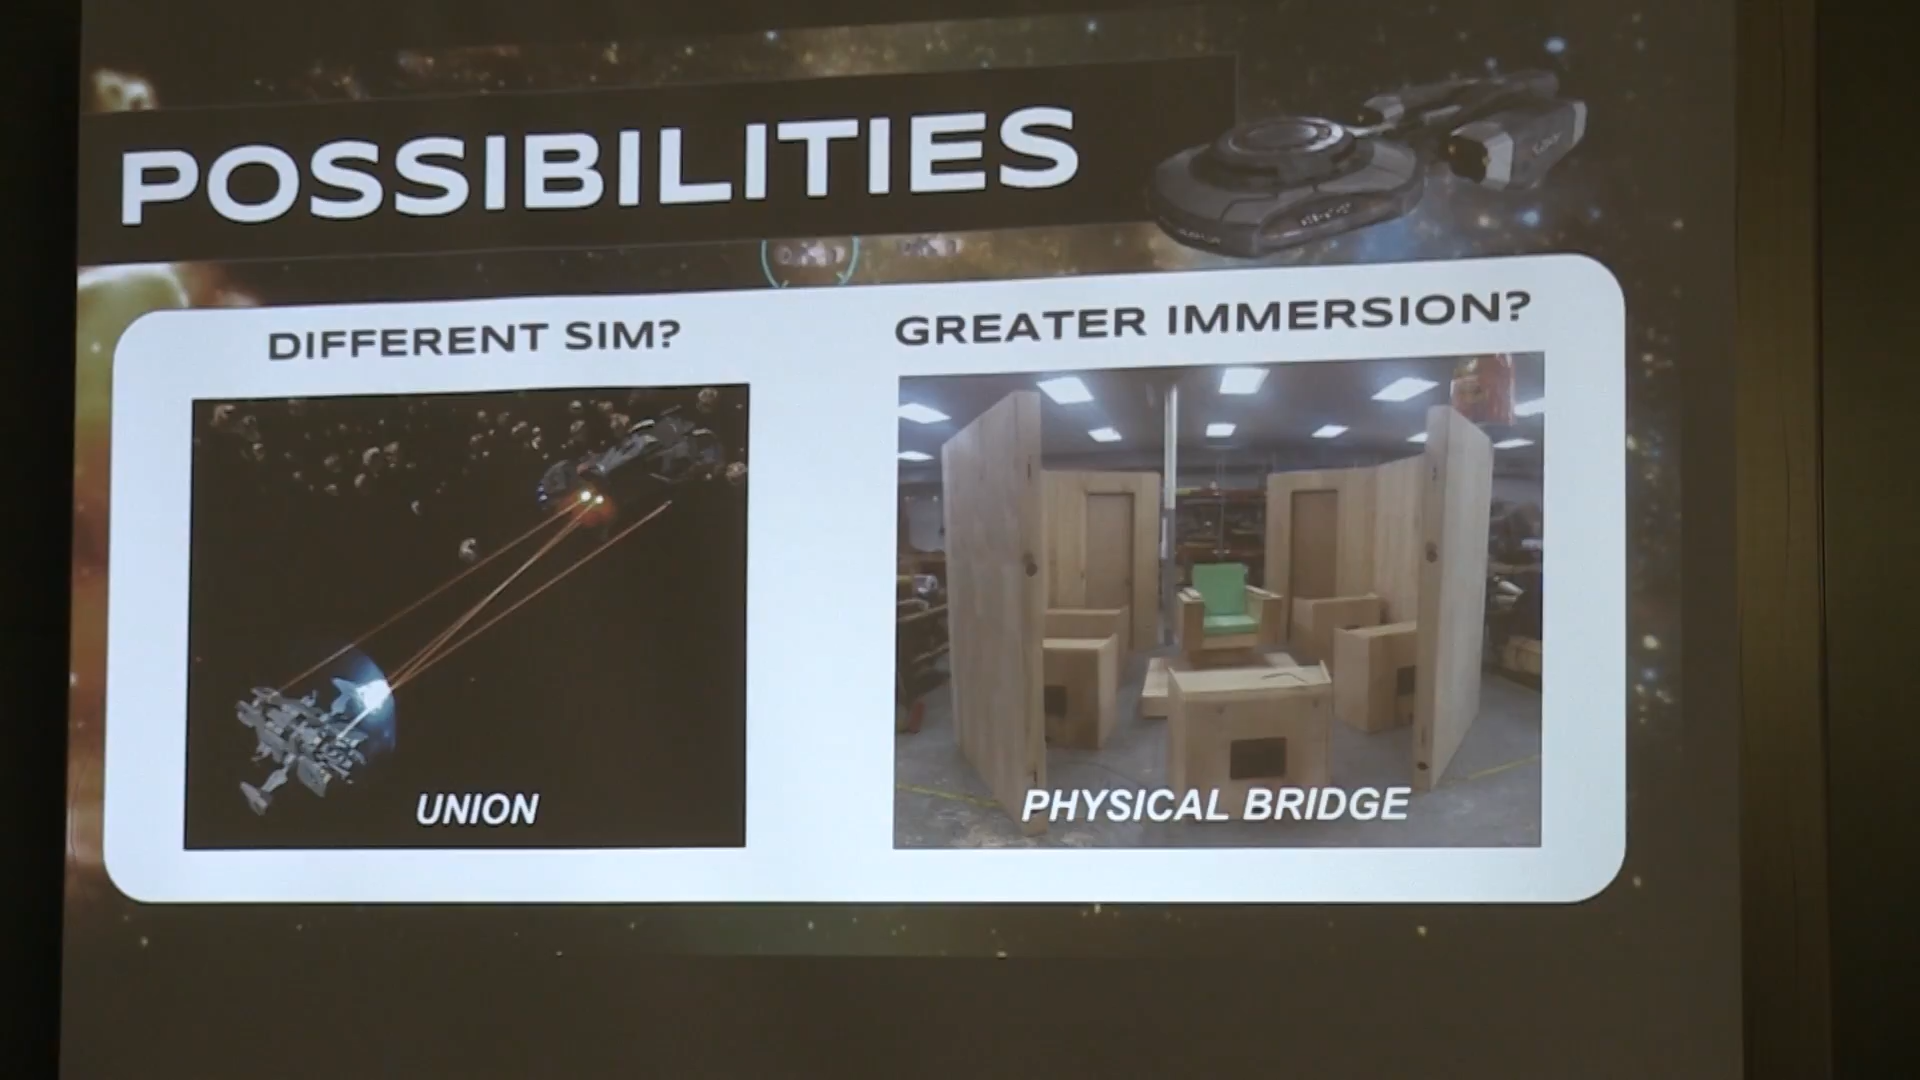 POSSIBILITIES
DIFFERENT SIM?
GREATER IMMERSION?
UNION
PHYSICAL BRIDGE